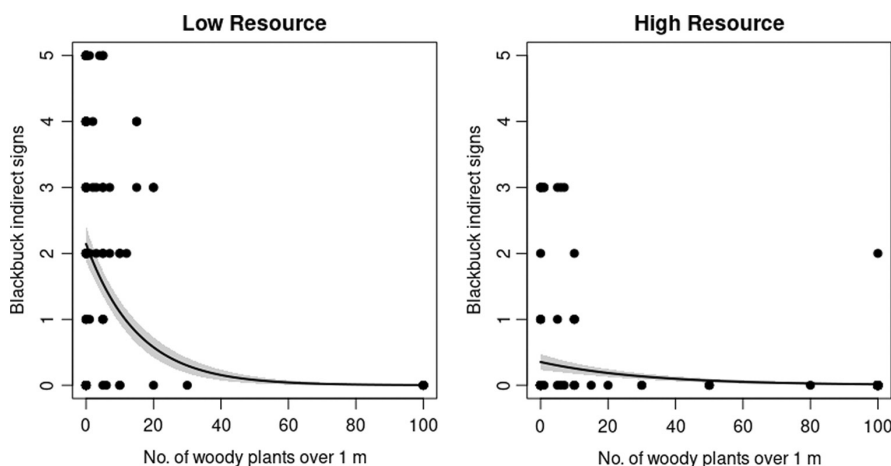 Low Resource
Blackbuck indirect signs
5
4
3
2
1
0
0 20 40 60 80 100
No. of woody plants over 1 m
High Resource
Blackbuck indirect signs
5
4
3
2
1
0
0 20 40 60 80 100
No. of woody plants over 1 m